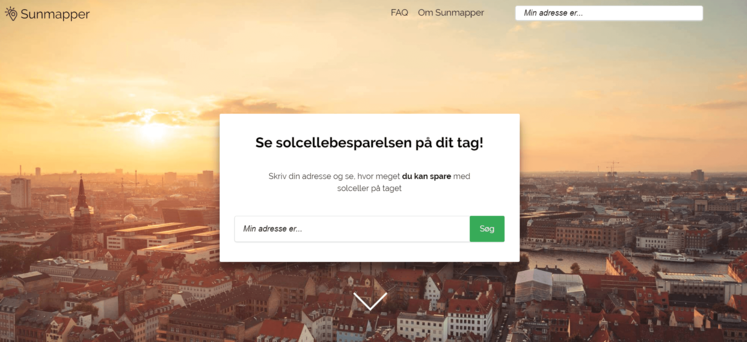 Sunmapper
FAQ
Om Sunmapper
Min adresse er...
Se solcellebesparelsen på dit tag!
Skriv din adresse og se, hvor meget du kan spare med
solceller på taget
Min adresse er...
Søg